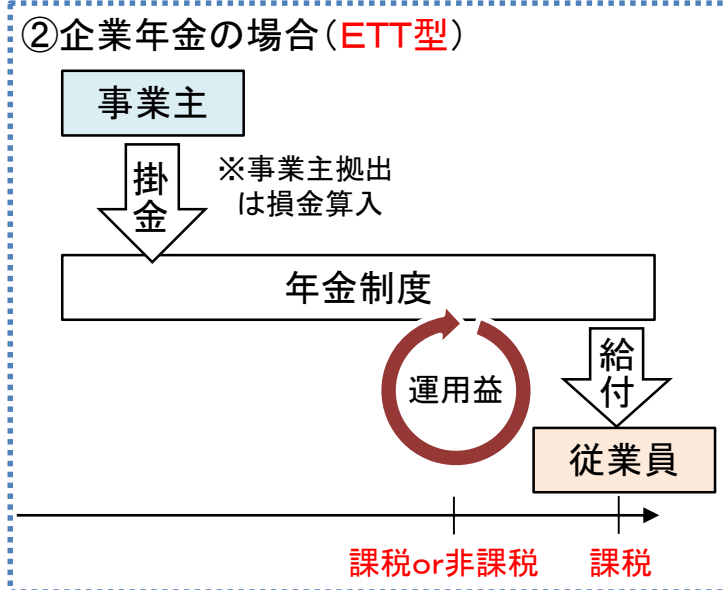 ②企業年金の場合（ETT型）
事業主
掛金
※事業主拠出
は損金算入
年金制度
運用益
給付
従業員
課税or非課税
課税